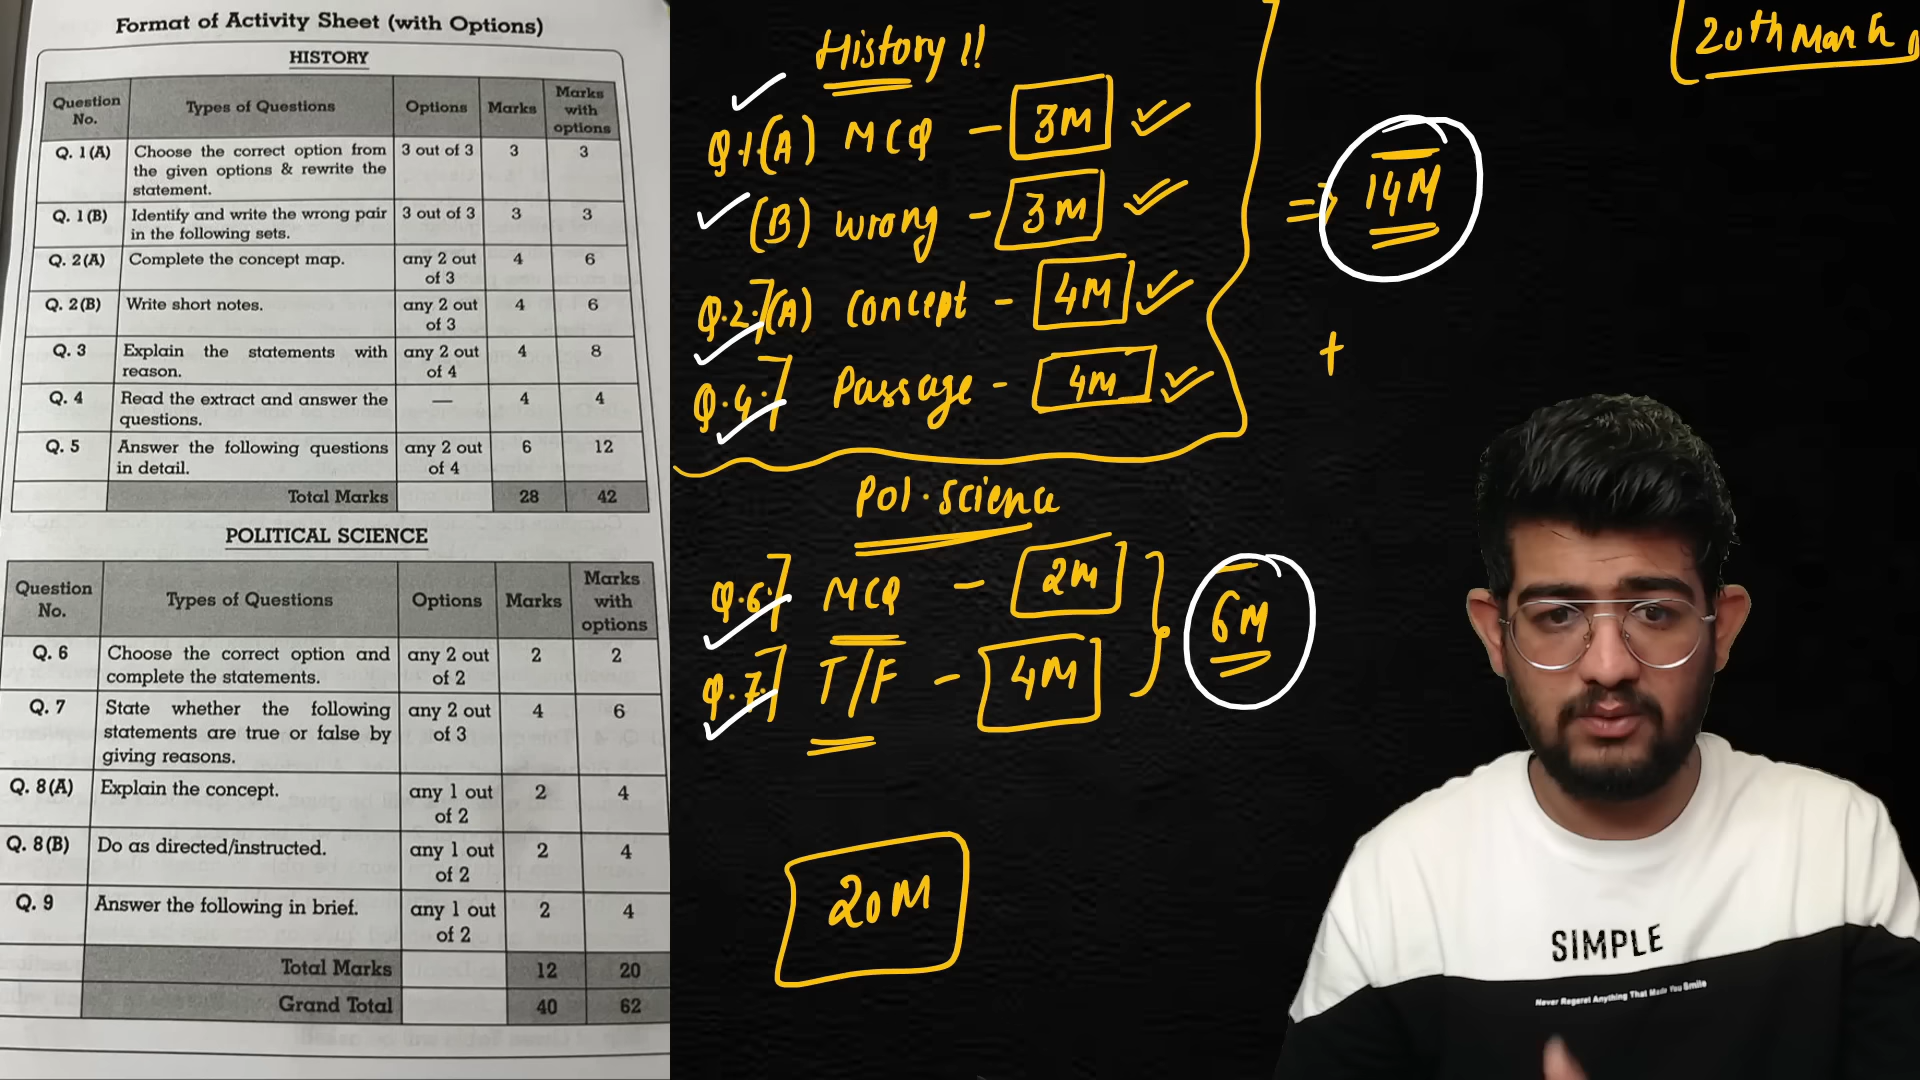 Format of Activity Sheet (with Options)
HISTORY
Question No. Types of Questions Options Marks Marks with options
Q. 1(A) Choose the correct option from the given options & rewrite the statement. 3 out of 3 3 3
Q. 1(B) Identify and write the wrong pair in the following sets. 3 out of 3 3 3
Q. 2(A) Complete the concept map. any 2 out of 3 4 6
Q. 2(B) Write short notes. any 2 out of 3 4 6
Q. 3 Explain the statements with reason. any 2 out of 4 4 8
Q. 4 Read the extract and answer the questions. — 4 4
Q. 5 Answer the following questions in detail. any 2 out of 4 6 12
Total Marks 28 42
POLITICAL SCIENCE
Question No. Types of Questions Options Marks Marks with options
Q. 6 Choose the correct option and complete the statements. any 2 out of 2 2 2
Q. 7 State whether the following statements are true or false by giving reasons. any 2 out of 3 4 6
Q. 8(A) Explain the concept. any 1 out of 2 2 4
Q. 8(B) Do as directed/instructed. any 1 out of 2 2 4
Q. 9 Answer the following in brief. any 1 out of 2 2 4
Total Marks 12 20
Grand Total 40 62
History !!
Q.1(A) MCQ - 3M
(B) wrong - 3M
Q.2.](A) Concept - 4M
Q.4.] Passage - 4M
=> 14M
+
Pol. Science
Q.6.] MCQ - 2M
Q.7.] T/F - 4M
6M
20M
20th
SIMPLE
Never Regeret Anything That Made You Smile